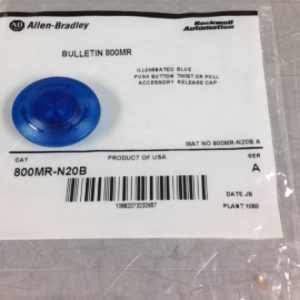 AB Allen-Bradley
Rockwell
Automation
BULLETIN 800MR
ILLUMINATED BLUE
PUSH BUTTON TWIST OR PULL
ACCESSORY RELEASE CAP
MAT NO 800MR-N20B A
CAT
PRODUCT OF USA
SER
800MR-N20B
A
DATE JB
PLANT 1080